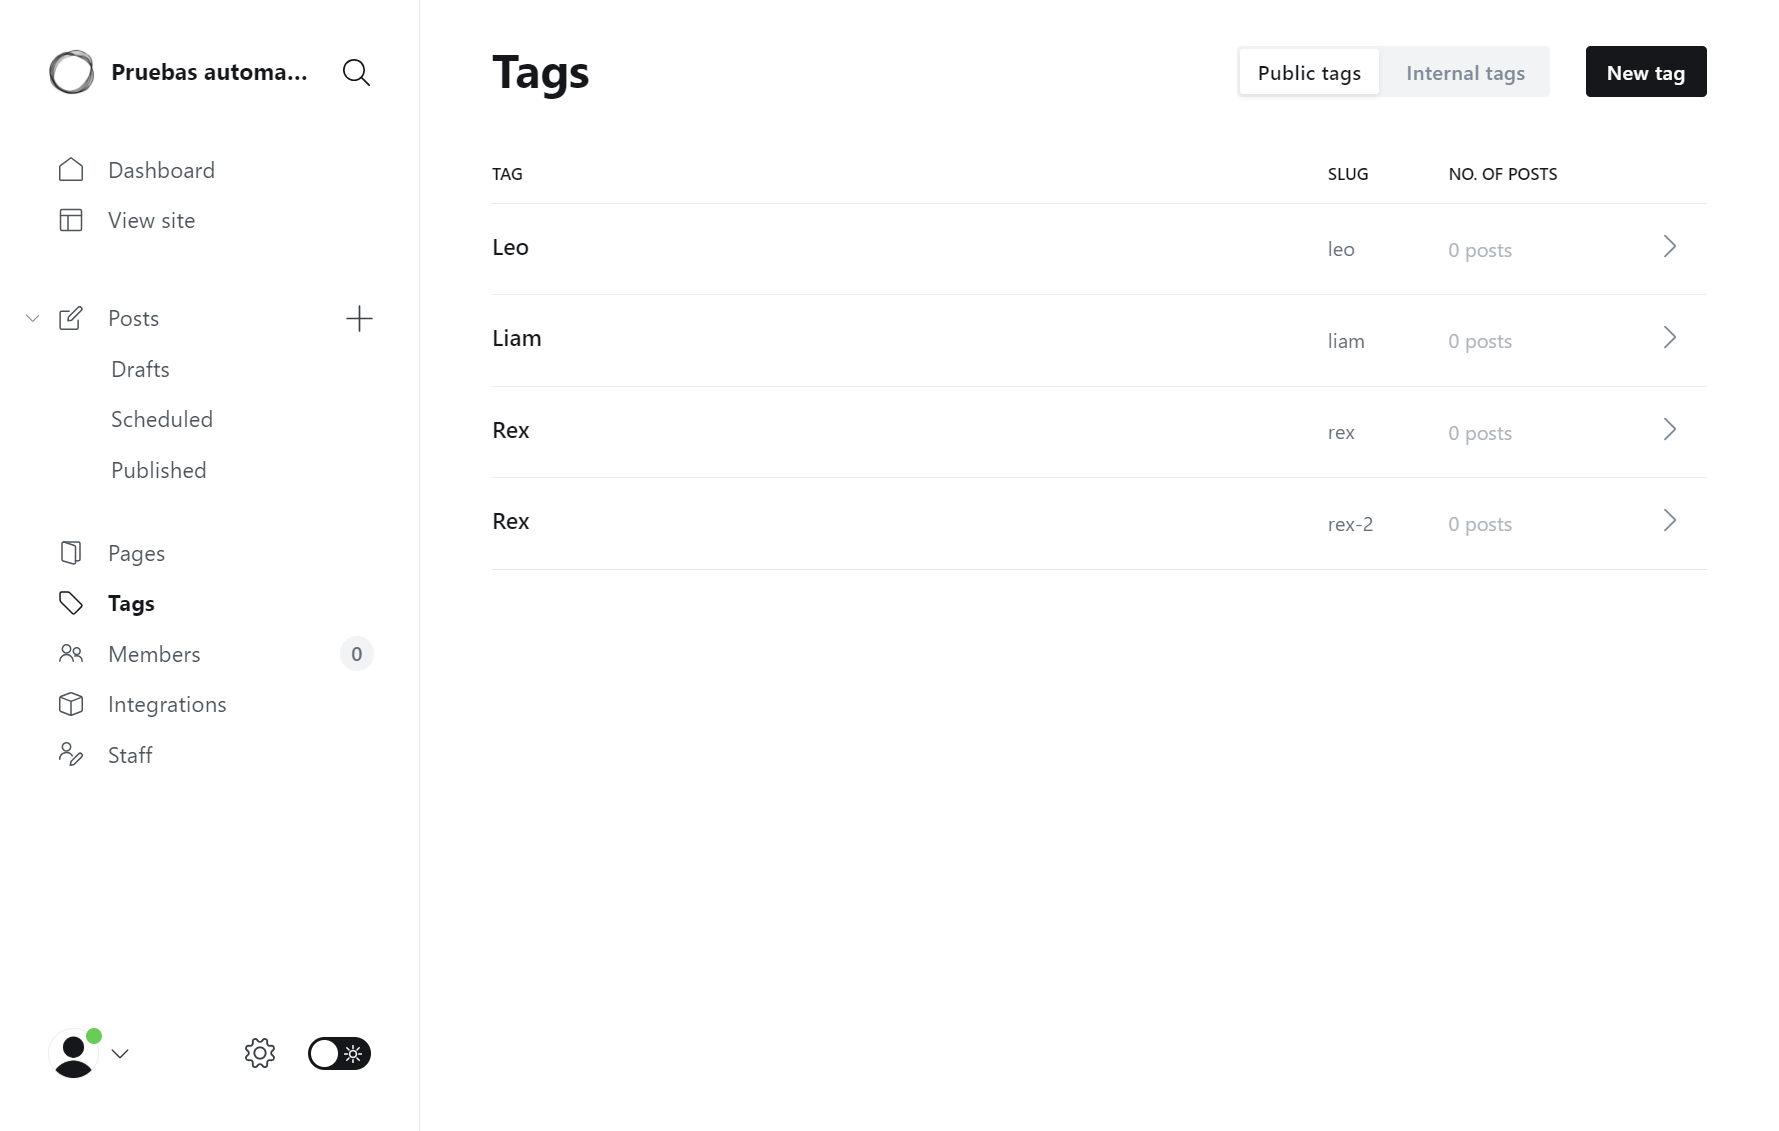 Pruebas automa...
Dashboard
View site
Posts
Drafts
Scheduled
Published
Pages
Tags
Members 0
Integrations
Staff
Tags
Public tags Internal tags New tag
TAG SLUG NO. OF POSTS
Leo leo 0 posts
Liam liam 0 posts
Rex rex 0 posts
Rex rex-2 0 posts